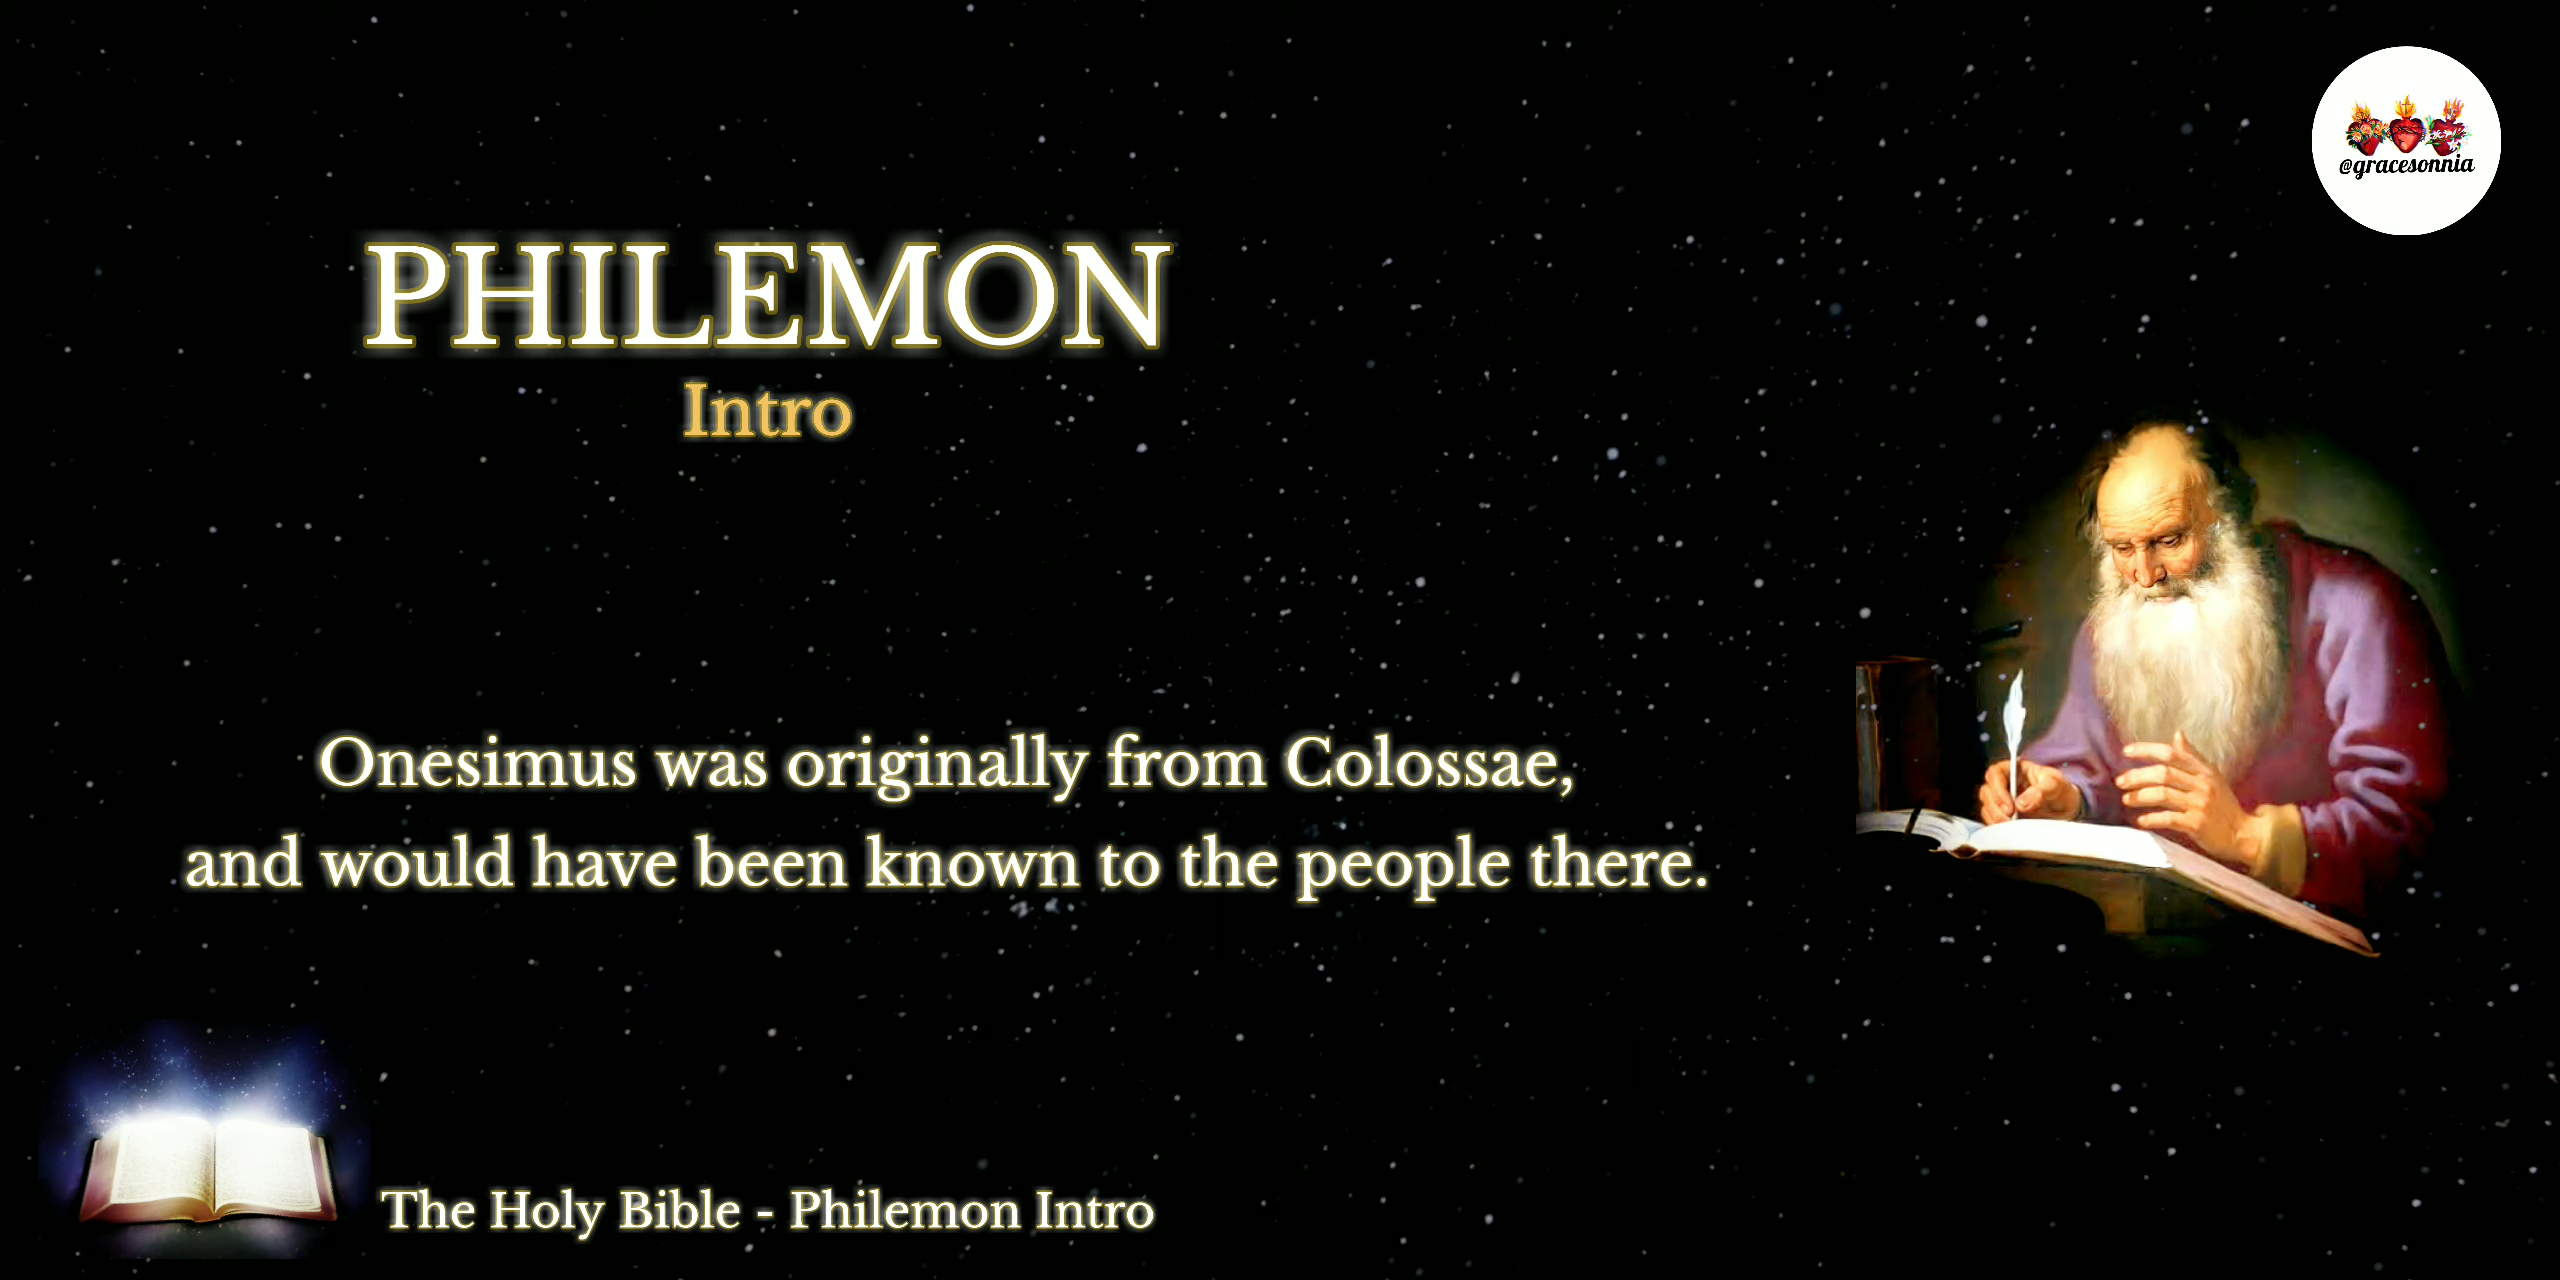 @gracesonnia
PHILEMON
Intro
Onesimus was originally from Colossae,
and would have been known to the people there.
The Holy Bible - Philemon Intro